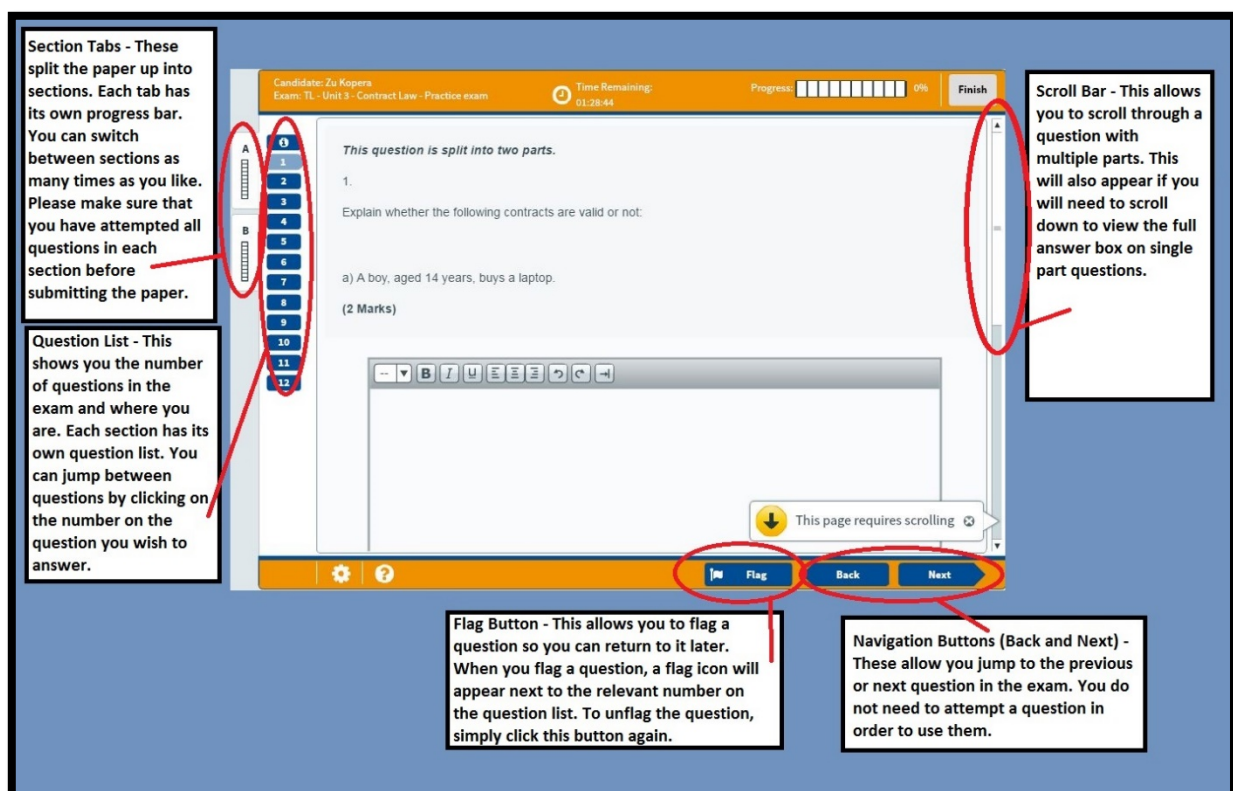 Section Tabs - These
split the paper up into
sections. Each tab has
its own progress bar.
You can switch
between sections as
many times as you like.
Please make sure that
you have attempted all
questions in each
section before
submitting the paper.
Question List - This
shows you the number
of questions in the
exam and where you
are. Each section has its
own question list. You
can jump between
questions by clicking on
the number on the
question you wish to
answer.
Candidate: Zu Kopera
Exam: TL - Unit 3 - Contract Law - Practice exam
Time Remaining:
01:28:44
Progress:
0%
Finish
A
B
1
2
3
4
5
6
7
8
9
10
11
12
This question is split into two parts.
1.
Explain whether the following contracts are valid or not:
a) A boy, aged 14 years, buys a laptop.
(2 Marks)
-- B I U
This page requires scrolling
Flag
Back
Next
Scroll Bar - This allows
you to scroll through a
question with
multiple parts. This
will also appear if you
will need to scroll
down to view the full
answer box on single
part questions.
Flag Button - This allows you to flag a
question so you can return to it later.
When you flag a question, a flag icon will
appear next to the relevant number on
the question list. To unflag the question,
simply click this button again.
Navigation Buttons (Back and Next) -
These allow you jump to the previous
or next question in the exam. You do
not need to attempt a question in
order to use them.